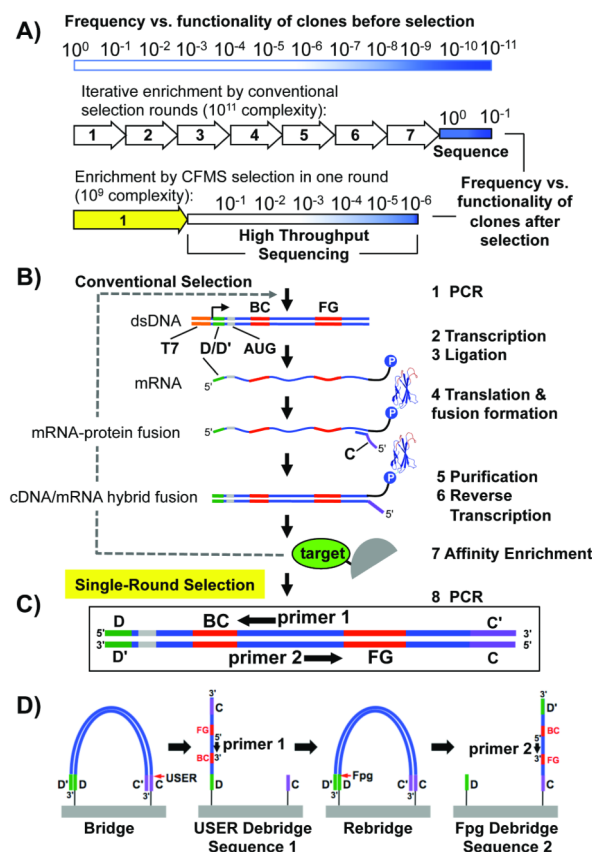 A)
Frequency vs. functionality of clones before selection
10⁰ 10⁻¹ 10⁻² 10⁻³ 10⁻⁴ 10⁻⁵ 10⁻⁶ 10⁻⁷ 10⁻⁸ 10⁻⁹ 10⁻¹⁰ 10⁻¹¹
Iterative enrichment by conventional
selection rounds (10¹¹ complexity):
10⁰ 10⁻¹
1 2 3 4 5 6 7
Sequence
Enrichment by CFMS selection in one round
(10⁹ complexity):
10⁻¹ 10⁻² 10⁻³ 10⁻⁴ 10⁻⁵ 10⁻⁶
1
High Throughput
Sequencing
Frequency vs.
functionality of
clones after
selection
B)
Conventional Selection
1 PCR
BC FG
dsDNA
T7 D/D' AUG
2 Transcription
3 Ligation
P
mRNA
5'
4 Translation &
fusion formation
P
mRNA-protein fusion
5'
C 5'
P
5 Purification
6 Reverse
Transcription
cDNA/mRNA hybrid fusion
5'
target
7 Affinity Enrichment
Single-Round Selection
8 PCR
C)
D BC primer 1 C'
5' 3'
3' 5'
D' primer 2 FG C
D)
D' D C' C USER
3' 3'
Bridge
3'
C
FG
5'
3'
BC
primer 1
D C
USER Debridge
Sequence 1
D' D Fpg C' C
3' 3'
Rebridge
3'
D'
BC
5'
3'
FG
primer 2
D C
Fpg Debridge
Sequence 2